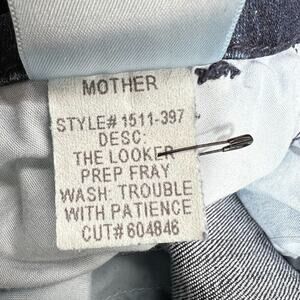 MOTHER
STYLE# 1511-397
DESC:
THE LOOKER
PREP FRAY
WASH: TROUBLE
WITH PATIENCE
CUT# 604846